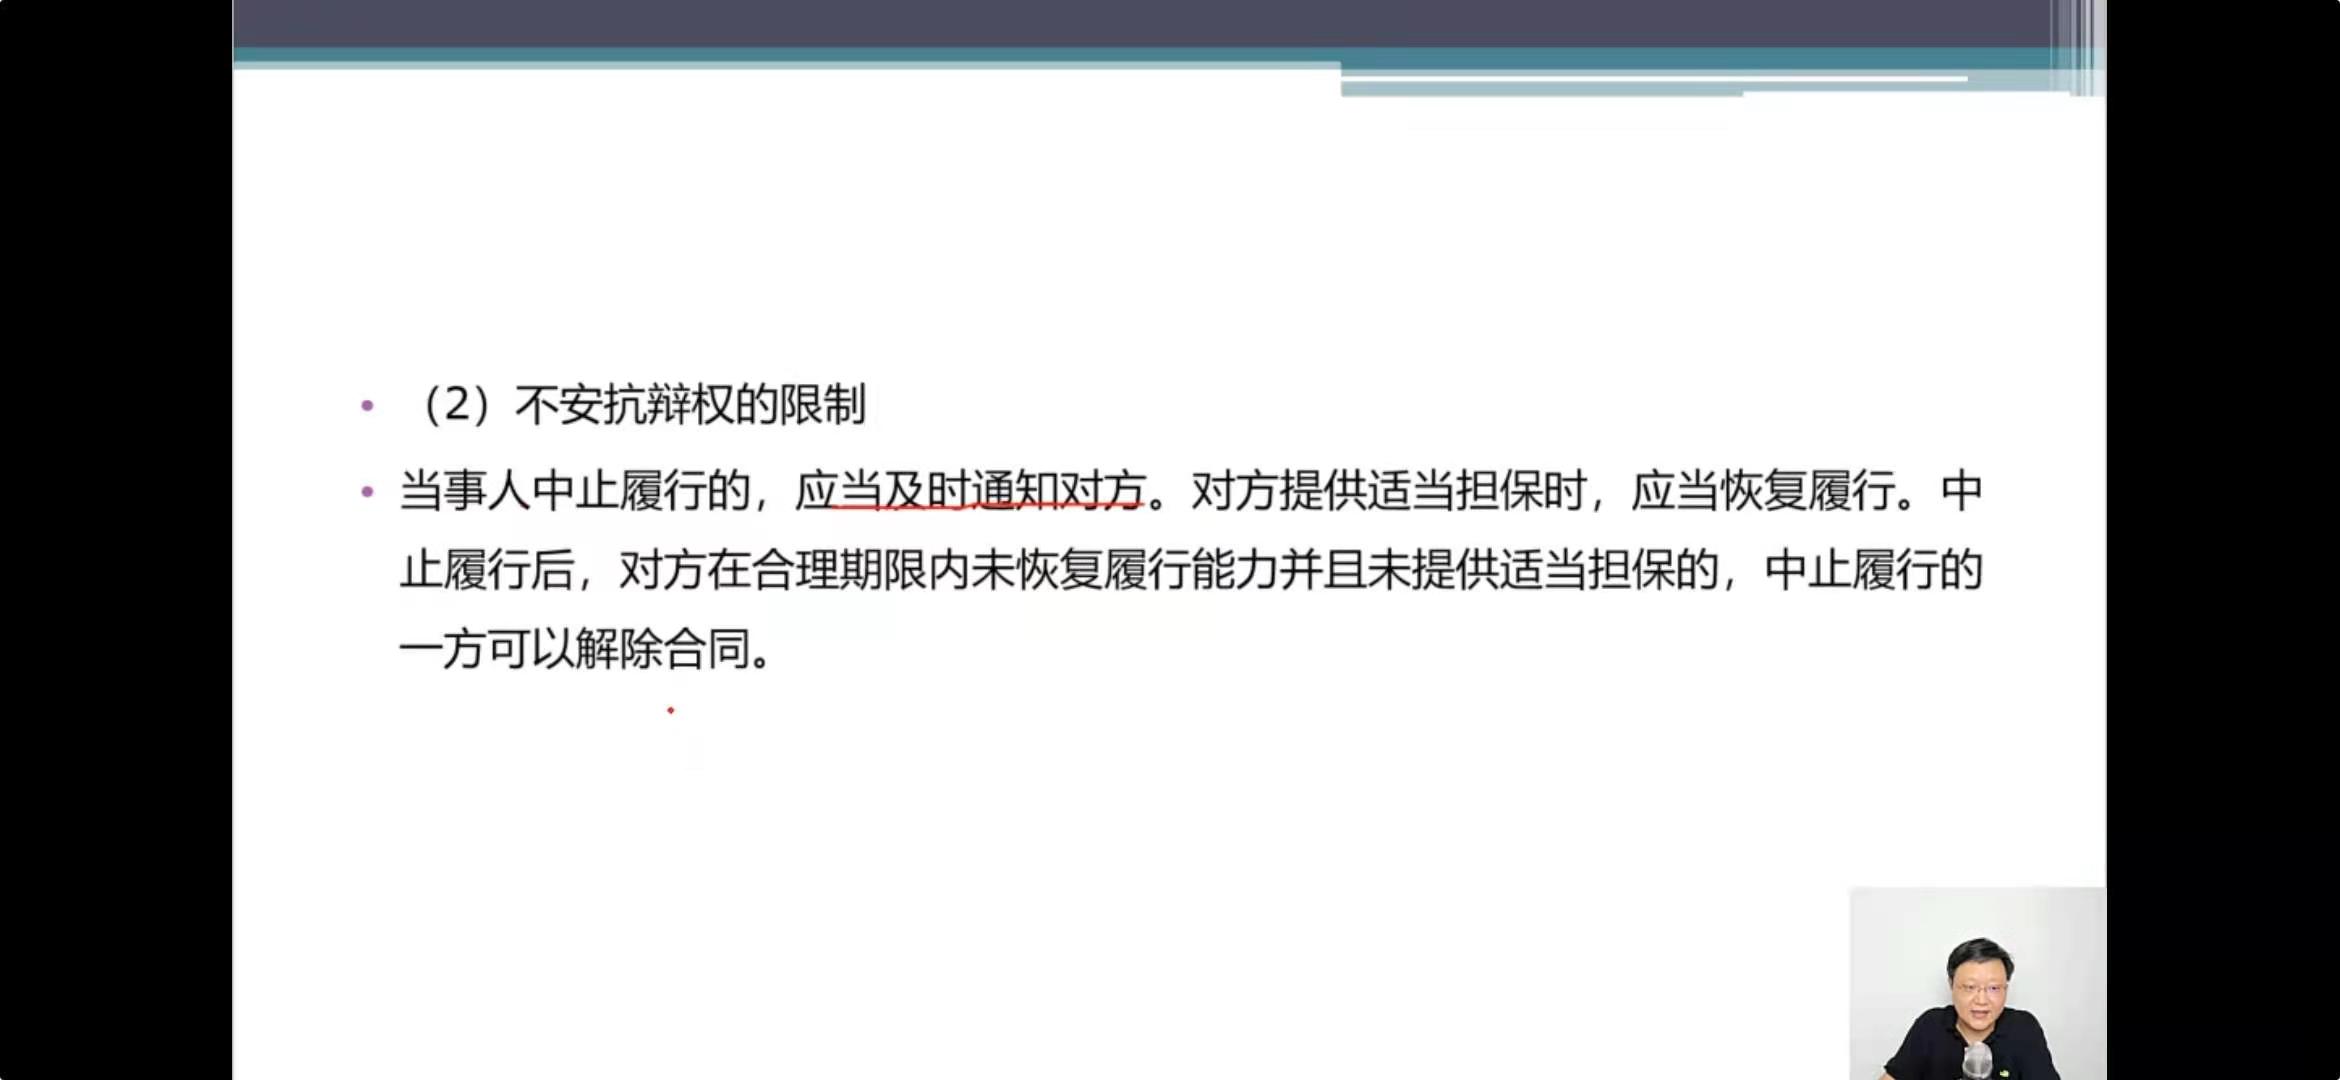 （2）不安抗辩权的限制
当事人中止履行的，应当及时通知对方。对方提供适当担保时，应当恢复履行。中
止履行后，对方在合理期限内未恢复履行能力并且未提供适当担保的，中止履行的
一方可以解除合同。